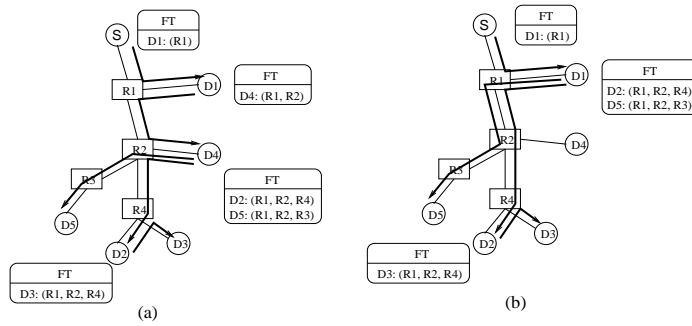 S
FT
D1: (R1)
R1
D1
FT
D4: (R1, R2)
R2
D4
R3
FT
D2: (R1, R2, R4)
D5: (R1, R2, R3)
R4
D5
D2
D3
FT
D3: (R1, R2, R4)
(a)
S
FT
D1: (R1)
R1
D1
FT
D2: (R1, R2, R4)
D5: (R1, R2, R3)
R2
D4
R3
R4
D5
D2
D3
FT
D3: (R1, R2, R4)
(b)